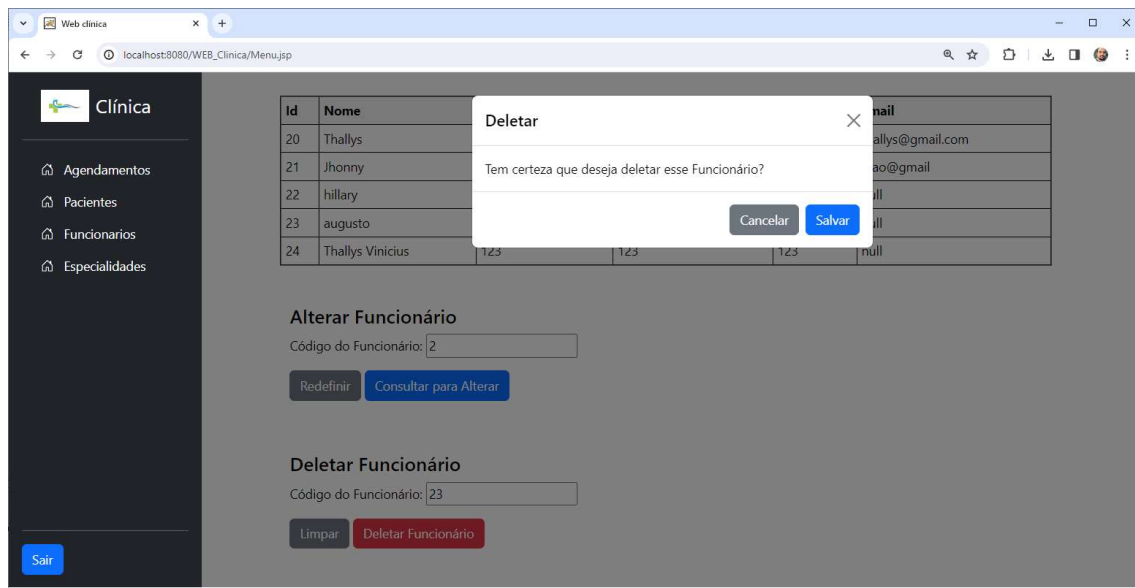 Web clínica
localhost:8080/WEB_Clinica/Menu.jsp
Clínica
Agendamentos
Pacientes
Funcionarios
Especialidades
Sair
Id Nome mail
20 Thallys allys@gmail.com
21 Jhonny ao@gmail
22 hillary ull
23 augusto ull
24 Thallys Vinicius 123 123 123 null
Deletar
Tem certeza que deseja deletar esse Funcionário?
Cancelar Salvar
Alterar Funcionário
Código do Funcionário: 2
Redefinir Consultar para Alterar
Deletar Funcionário
Código do Funcionário: 23
Limpar Deletar Funcionário